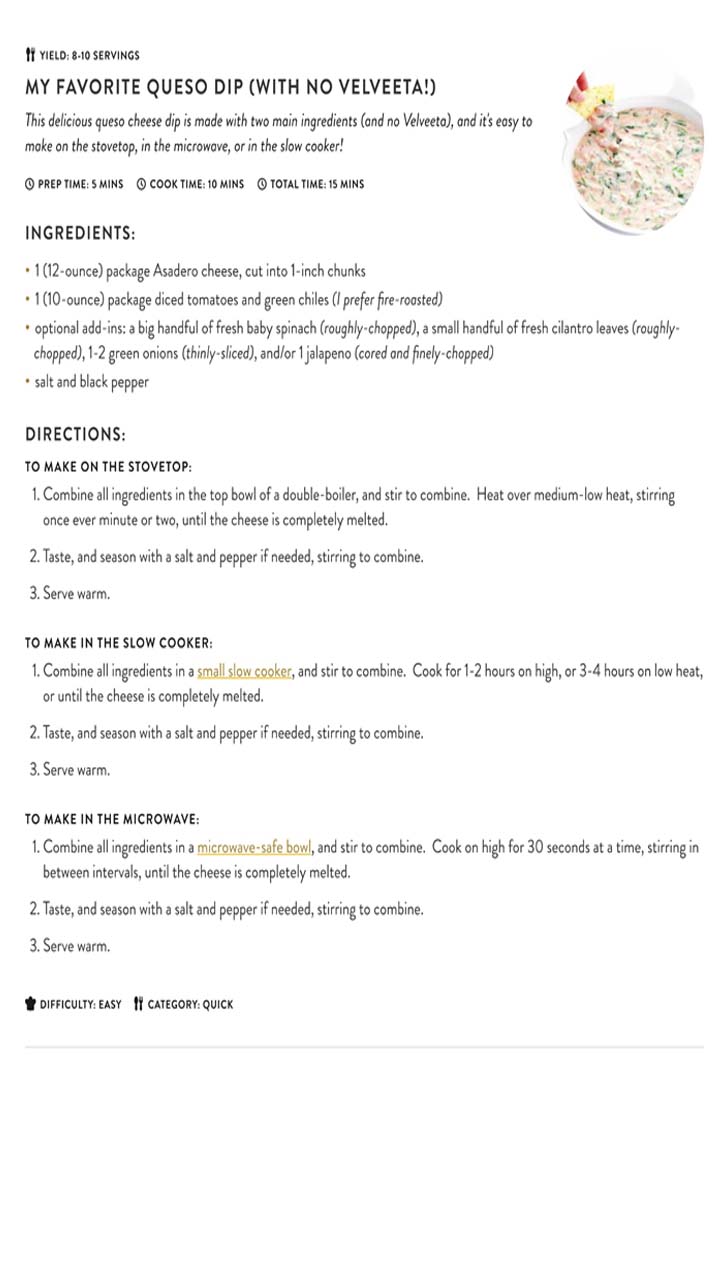 YIELD: 8-10 SERVINGS
MY FAVORITE QUESO DIP (WITH NO VELVEETA!)
This delicious queso cheese dip is made with two main ingredients (and no Velveeta), and it's easy to
make on the stovetop, in the microwave, or in the slow cooker!
PREP TIME: 5 MINS COOK TIME: 10 MINS TOTAL TIME: 15 MINS
INGREDIENTS:
• 1 (12-ounce) package Asadero cheese, cut into 1-inch chunks
• 1 (10-ounce) package diced tomatoes and green chiles (I prefer fire-roasted)
• optional add-ins: a big handful of fresh baby spinach (roughly-chopped), a small handful of fresh cilantro leaves (roughly-
chopped), 1-2 green onions (thinly-sliced), and/or 1 jalapeno (cored and finely-chopped)
• salt and black pepper
DIRECTIONS:
TO MAKE ON THE STOVETOP:
1. Combine all ingredients in the top bowl of a double-boiler, and stir to combine. Heat over medium-low heat, stirring
once ever minute or two, until the cheese is completely melted.
2. Taste, and season with a salt and pepper if needed, stirring to combine.
3. Serve warm.
TO MAKE IN THE SLOW COOKER:
1. Combine all ingredients in a small slow cooker, and stir to combine. Cook for 1-2 hours on high, or 3-4 hours on low heat,
or until the cheese is completely melted.
2. Taste, and season with a salt and pepper if needed, stirring to combine.
3. Serve warm.
TO MAKE IN THE MICROWAVE:
1. Combine all ingredients in a microwave-safe bowl, and stir to combine. Cook on high for 30 seconds at a time, stirring in
between intervals, until the cheese is completely melted.
2. Taste, and season with a salt and pepper if needed, stirring to combine.
3. Serve warm.
DIFFICULTY: EASY CATEGORY: QUICK